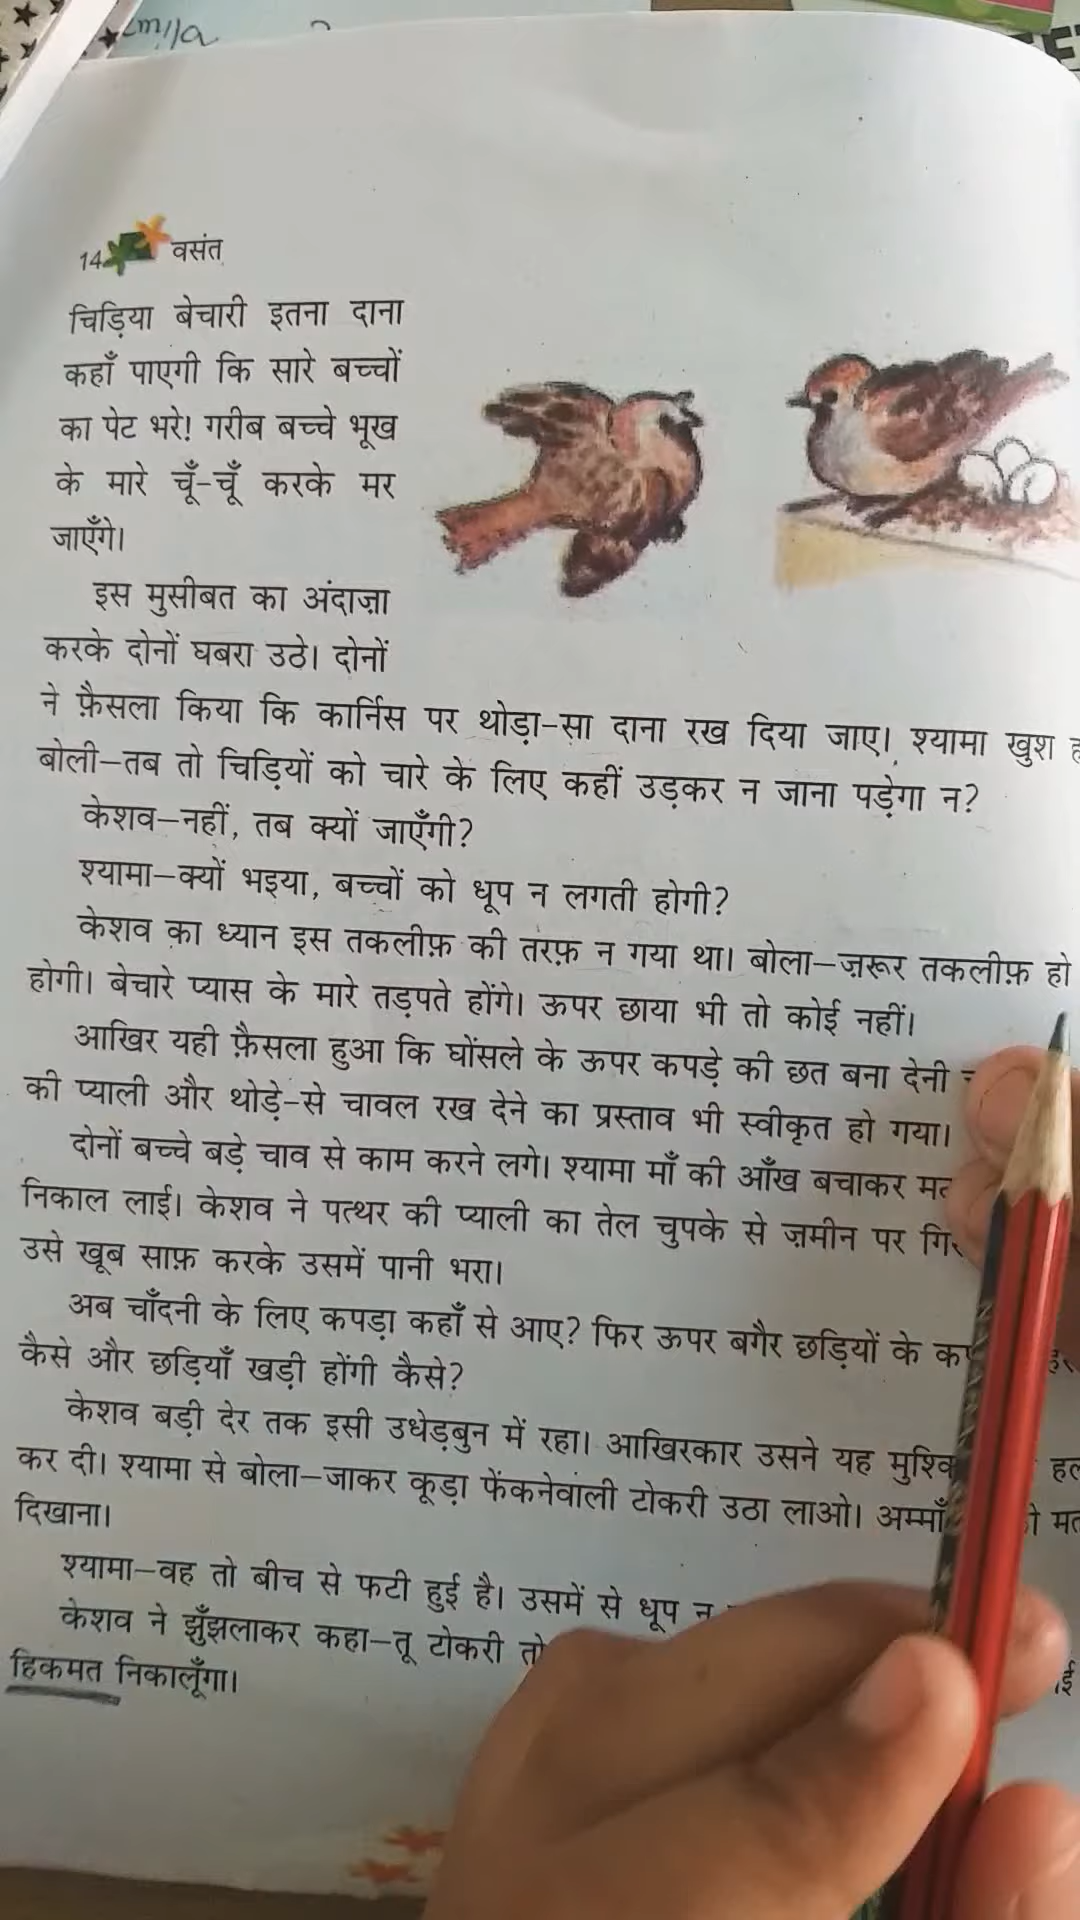 14 वसंत
चिड़िया बेचारी इतना दाना
कहाँ पाएगी कि सारे बच्चों
का पेट भरे! गरीब बच्चे भूख
के मारे चूँ-चूँ करके मर
जाएँगे।
इस मुसीबत का अंदाज़ा
करके दोनों घबरा उठे। दोनों
ने फ़ैसला किया कि कार्निस पर थोड़ा-सा दाना रख दिया जाए। श्यामा खुश
बोली–तब तो चिड़ियों को चारे के लिए कहीं उड़कर न जाना पड़ेगा न?
केशव–नहीं, तब क्यों जाएँगी?
श्यामा–क्यों भइया, बच्चों को धूप न लगती होगी?
केशव का ध्यान इस तकलीफ़ की तरफ़ न गया था। बोला–ज़रूर तकलीफ़ हो
होगी। बेचारे प्यास के मारे तड़पते होंगे। ऊपर छाया भी तो कोई नहीं।
आखिर यही फ़ैसला हुआ कि घोंसले के ऊपर कपड़े की छत बना देनी
की प्याली और थोड़े-से चावल रख देने का प्रस्ताव भी स्वीकृत हो गया।
दोनों बच्चे बड़े चाव से काम करने लगे। श्यामा माँ की आँख बचाकर
निकाल लाई। केशव ने पत्थर की प्याली का तेल चुपके से ज़मीन पर
उसे खूब साफ़ करके उसमें पानी भरा।
अब चाँदनी के लिए कपड़ा कहाँ से आए? फिर ऊपर बगैर छड़ियों के
कैसे और छड़ियाँ खड़ी होंगी कैसे?
केशव बड़ी देर तक इसी उधेड़बुन में रहा। आखिरकार उसने यह
कर दी। श्यामा से बोला–जाकर कूड़ा फेंकनेवाली टोकरी उठा लाओ। अम्माँ
दिखाना।
श्यामा–वह तो बीच से फटी हुई है। उसमें से धूप न
केशव ने झुँझलाकर कहा–तू टोकरी तो
हिकमत निकालूँगा।